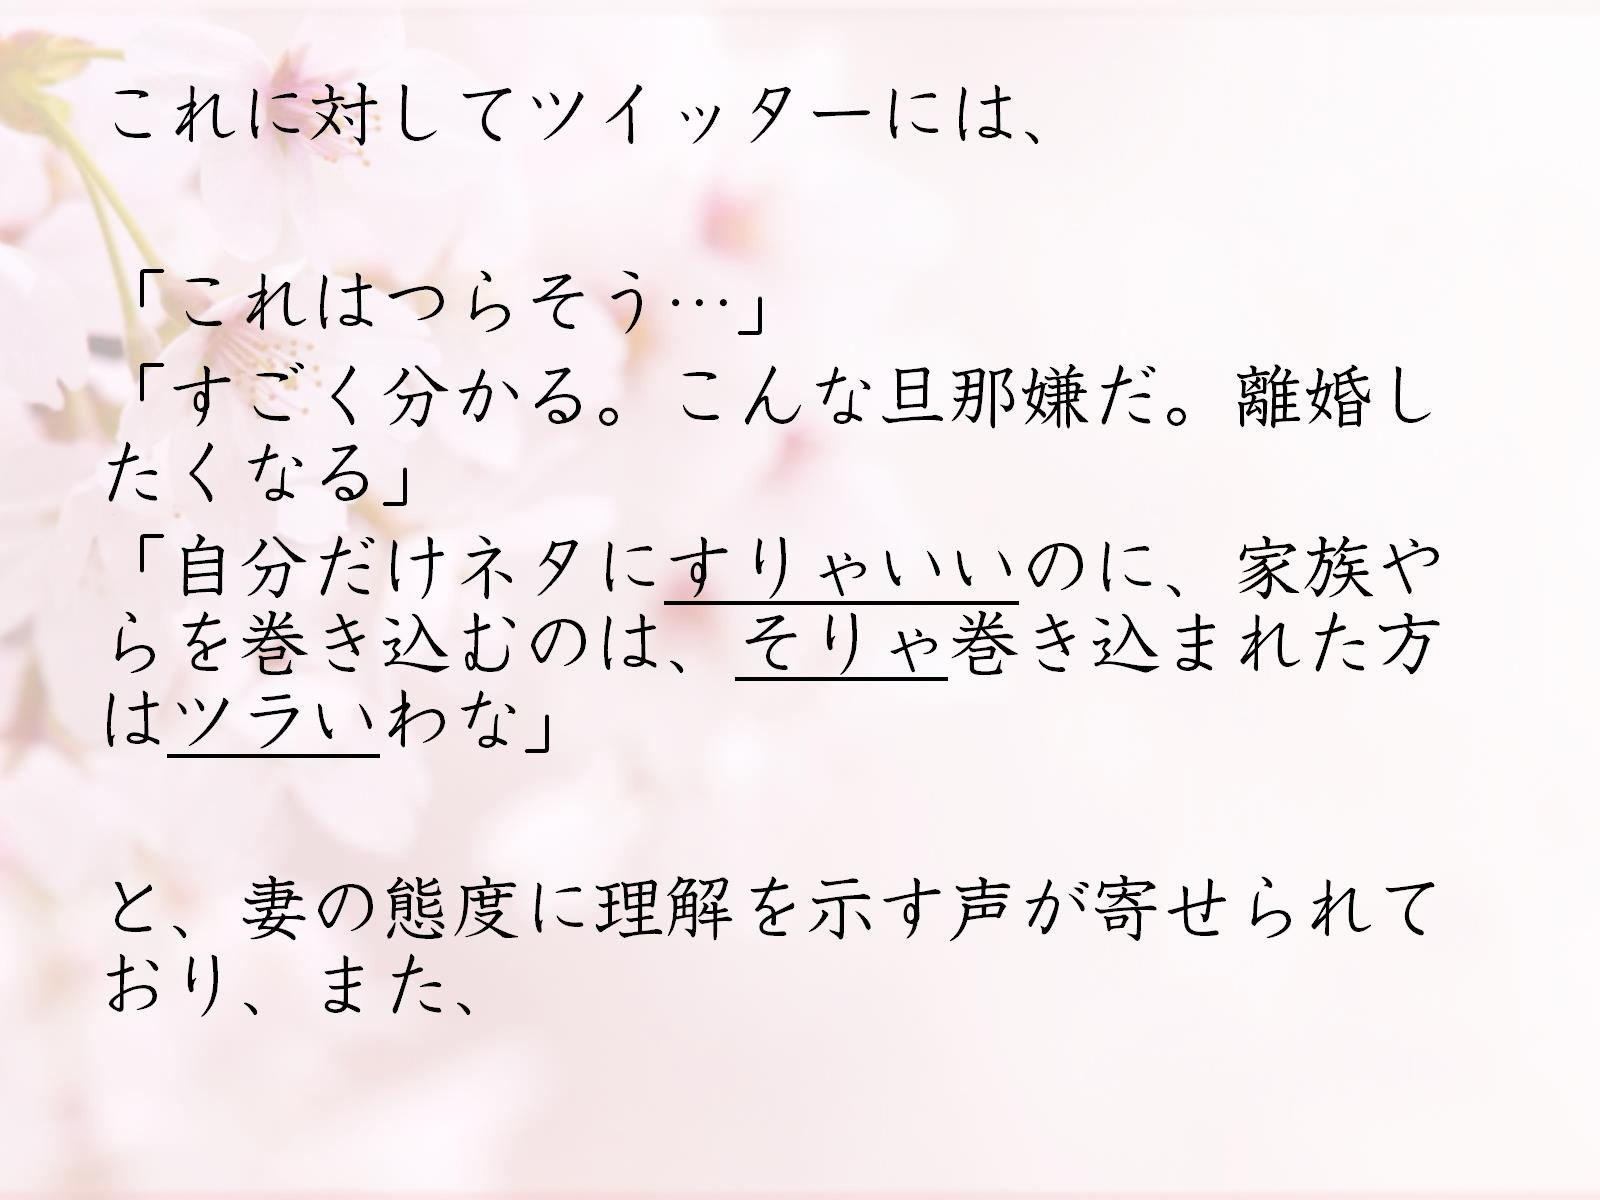 これに対してツイッターには、
「これはつらそう…」
「すごく分かる。こんな旦那嫌だ。離婚し
たくなる」
「自分だけネタにすりゃいいのに、家族や
らを巻き込むのは、そりゃ巻き込まれた方
はツラいわな」
と、妻の態度に理解を示す声が寄せられて
おり、また、